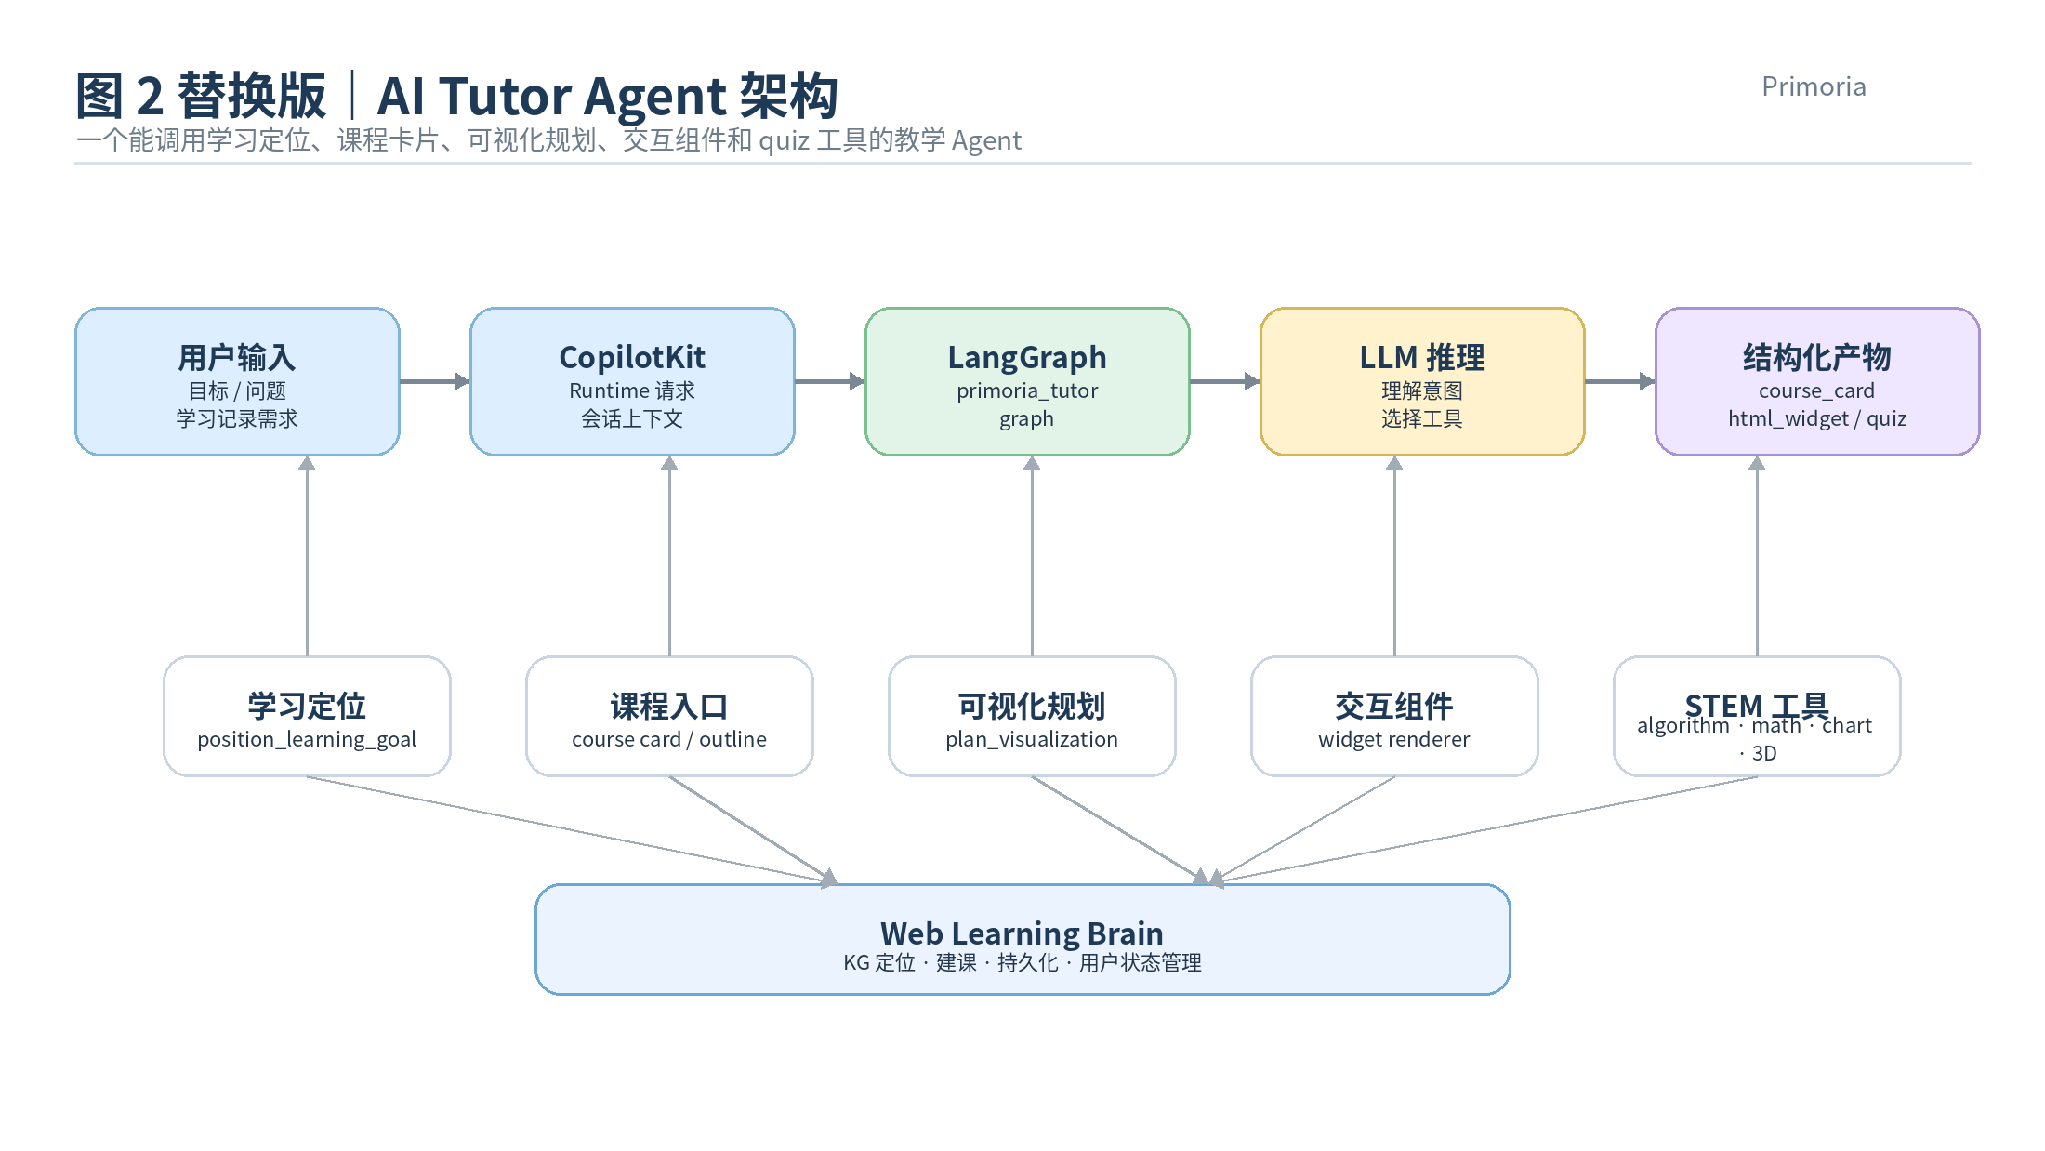 图 2 替换版｜AI Tutor Agent 架构
Primoria
一个能调用学习定位、课程卡片、可视化规划、交互组件和 quiz 工具的教学 Agent
用户输入
目标 / 问题
学习记录需求
CopilotKit
Runtime 请求
会话上下文
LangGraph
primoria_tutor
graph
LLM 推理
理解意图
选择工具
结构化产物
course_card
html_widget / quiz
学习定位
position_learning_goal
课程入口
course card / outline
可视化规划
plan_visualization
交互组件
widget renderer
STEM 工具
algorithm · math · chart
· 3D
Web Learning Brain
KG 定位 · 建课 · 持久化 · 用户状态管理